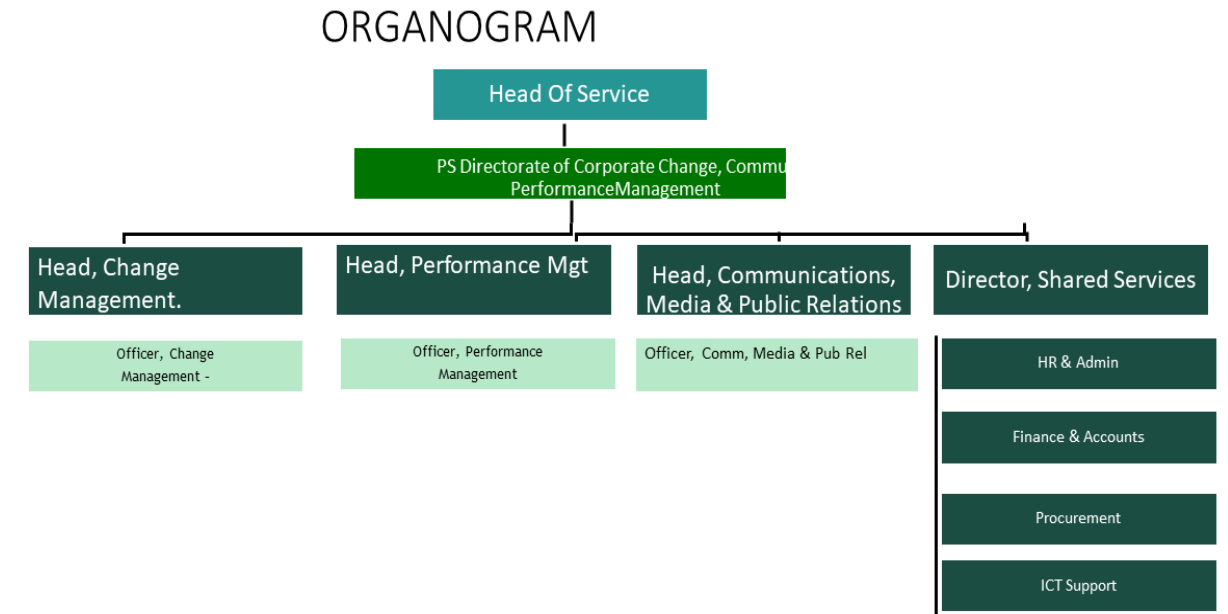 ORGANOGRAM
Head Of Service
PS Directorate of Corporate Change, Commu
PerformanceManagement
Head, Change
Management.
Head, Performance Mgt
Head, Communications,
Media & Public Relations
Director, Shared Services
Officer, Change
Management -
Officer, Performance
Management
Officer, Comm, Media & Pub Rel
HR & Admin
Finance & Accounts
Procurement
ICT Support